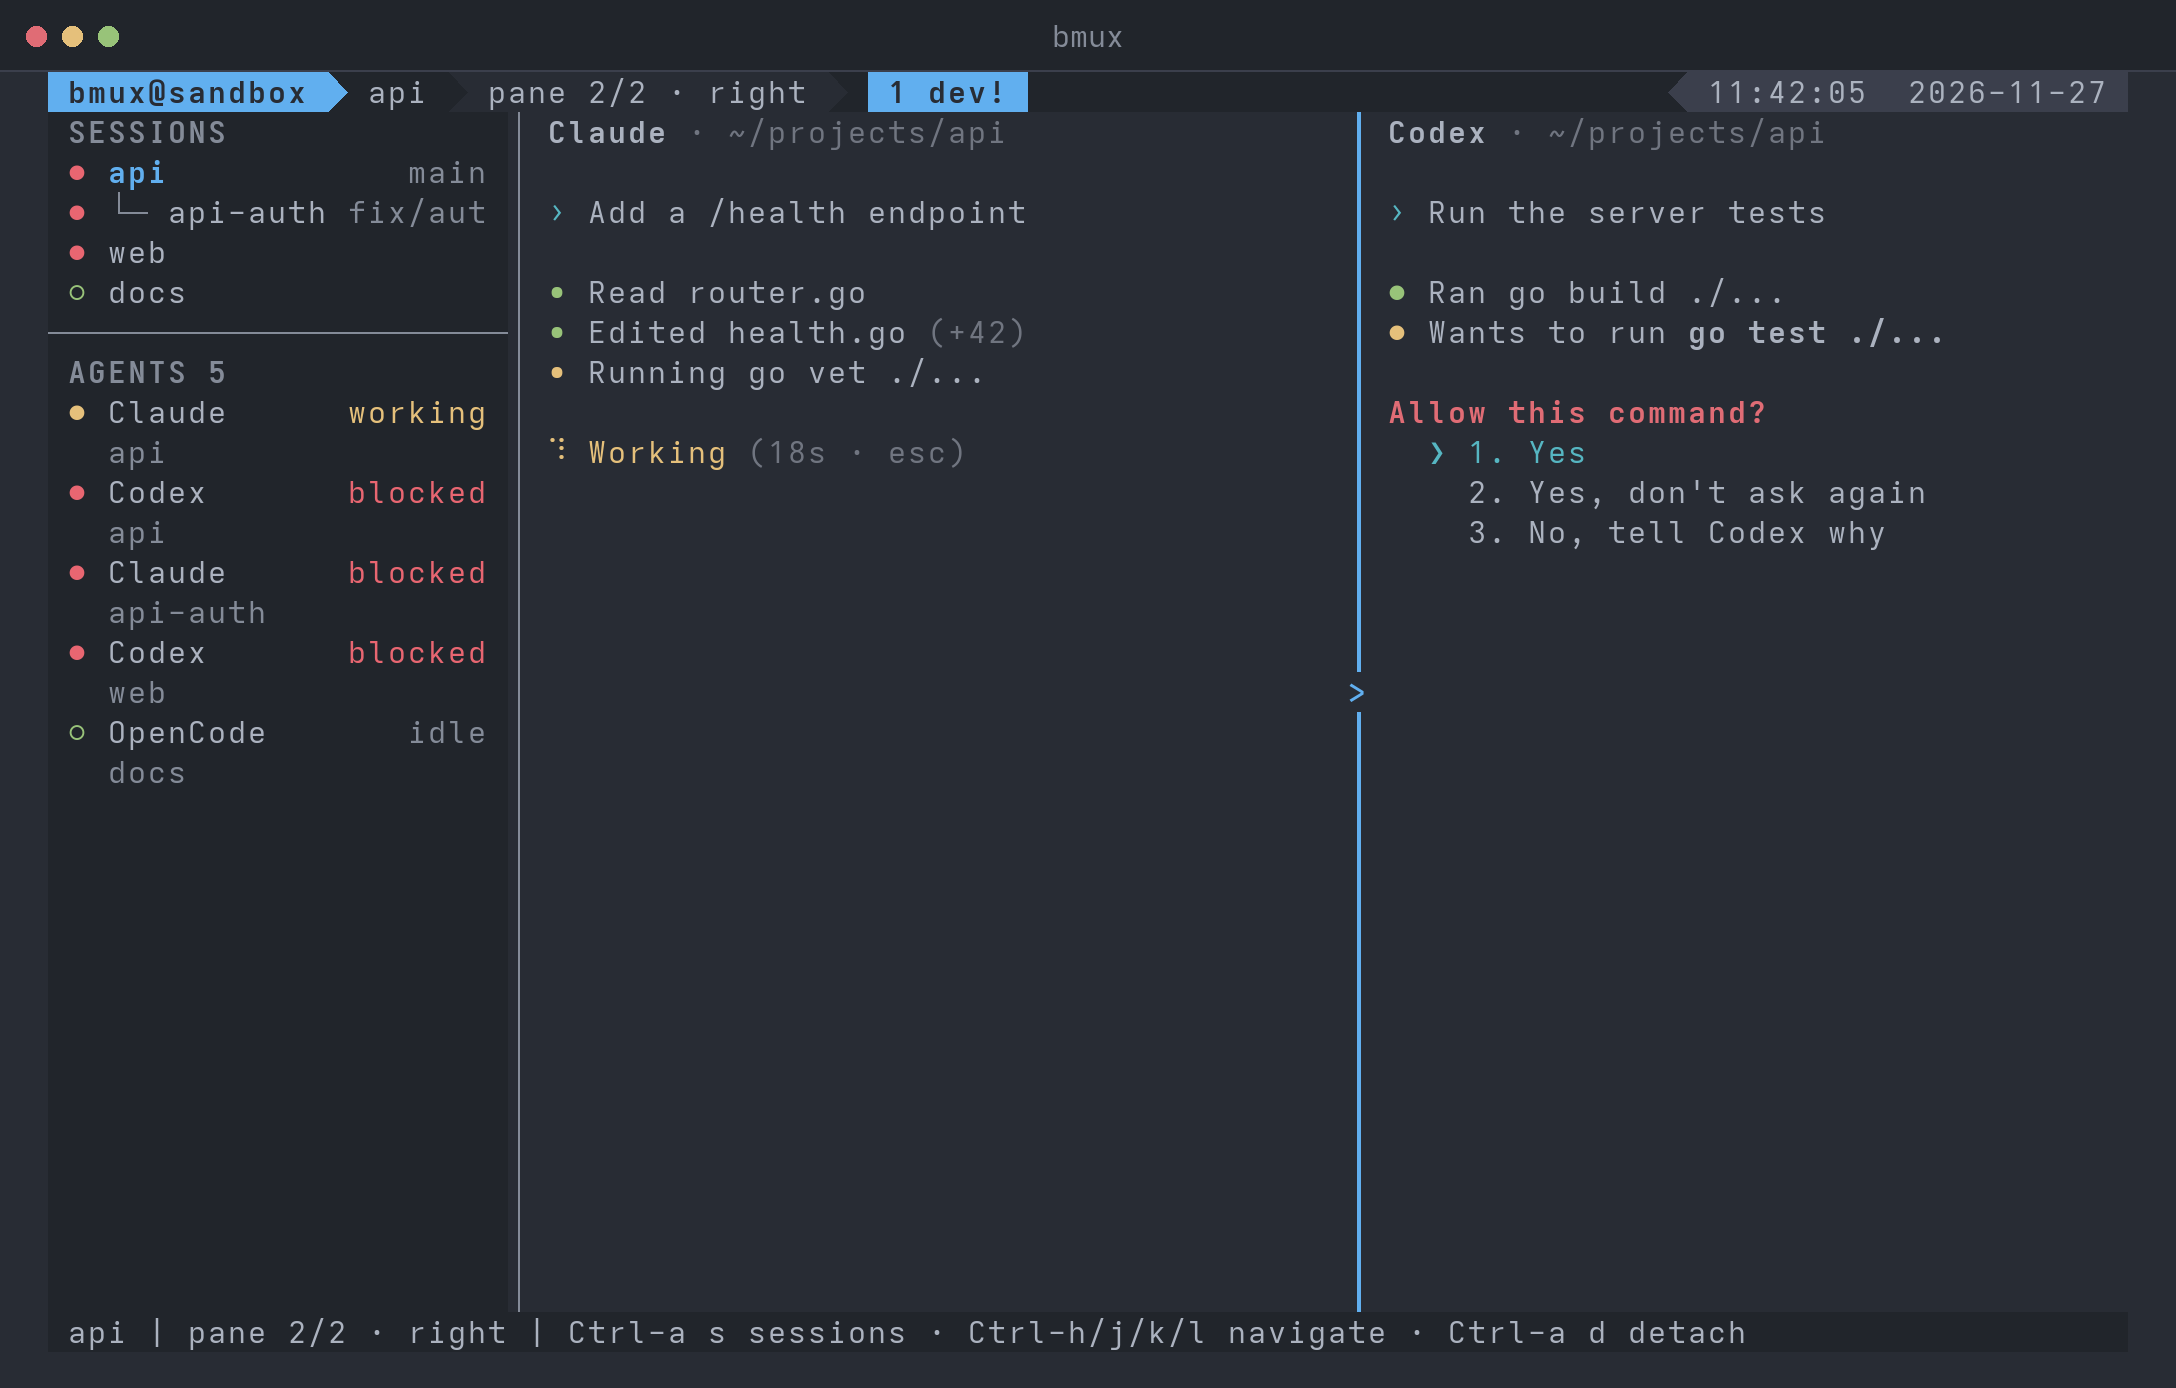 bmux
bmux@sandbox api pane 2/2 · right 1 dev! 11:42:05 2026-11-27
SESSIONS
● api main
● └─ api-auth fix/aut
● web
○ docs
AGENTS 5
● Claude working
api
● Codex blocked
api
● Claude blocked
api-auth
● Codex blocked
web
○ OpenCode idle
docs
Claude · ~/projects/api
› Add a /health endpoint
• Read router.go
• Edited health.go (+42)
• Running go vet ./...
⠹ Working (18s · esc)
>
Codex · ~/projects/api
› Run the server tests
● Ran go build ./...
● Wants to run go test ./...
Allow this command?
❯ 1. Yes
2. Yes, don't ask again
3. No, tell Codex why
api | pane 2/2 · right | Ctrl-a s sessions · Ctrl-h/j/k/l navigate · Ctrl-a d detach